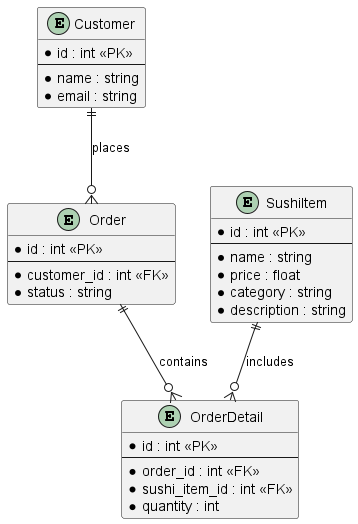 E Customer
● id : int «PK»
● name : string
● email : string
places
E Order
● id : int «PK»
● customer_id : int «FK»
● status : string
E SushiItem
● id : int «PK»
● name : string
● price : float
● category : string
● description : string
contains
includes
E OrderDetail
● id : int «PK»
● order_id : int «FK»
● sushi_item_id : int «FK»
● quantity : int